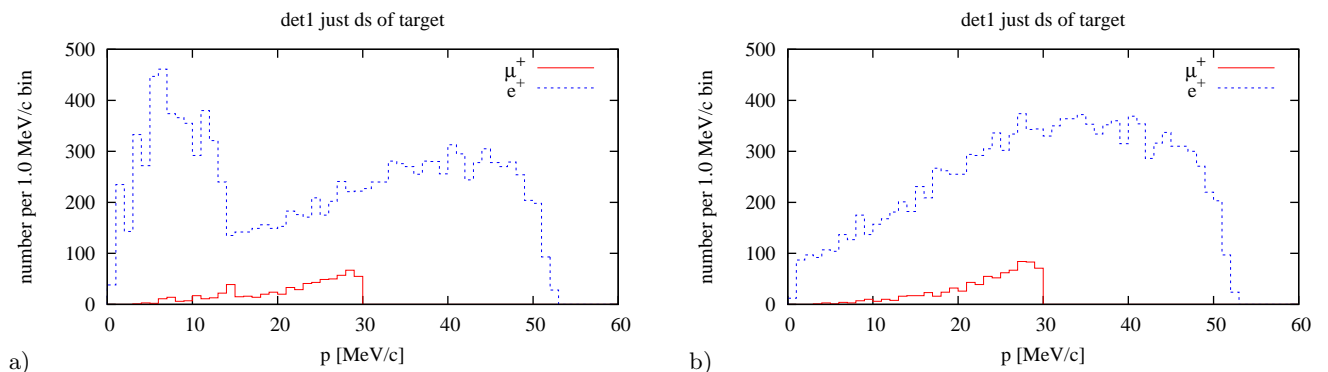 det1 just ds of target
number per 1.0 MeV/c bin
500
400
300
200
100
0
μ+
e+
0 10 20 30 40 50 60
p [MeV/c]
a)
det1 just ds of target
number per 1.0 MeV/c bin
500
400
300
200
100
0
μ+
e+
0 10 20 30 40 50 60
p [MeV/c]
b)